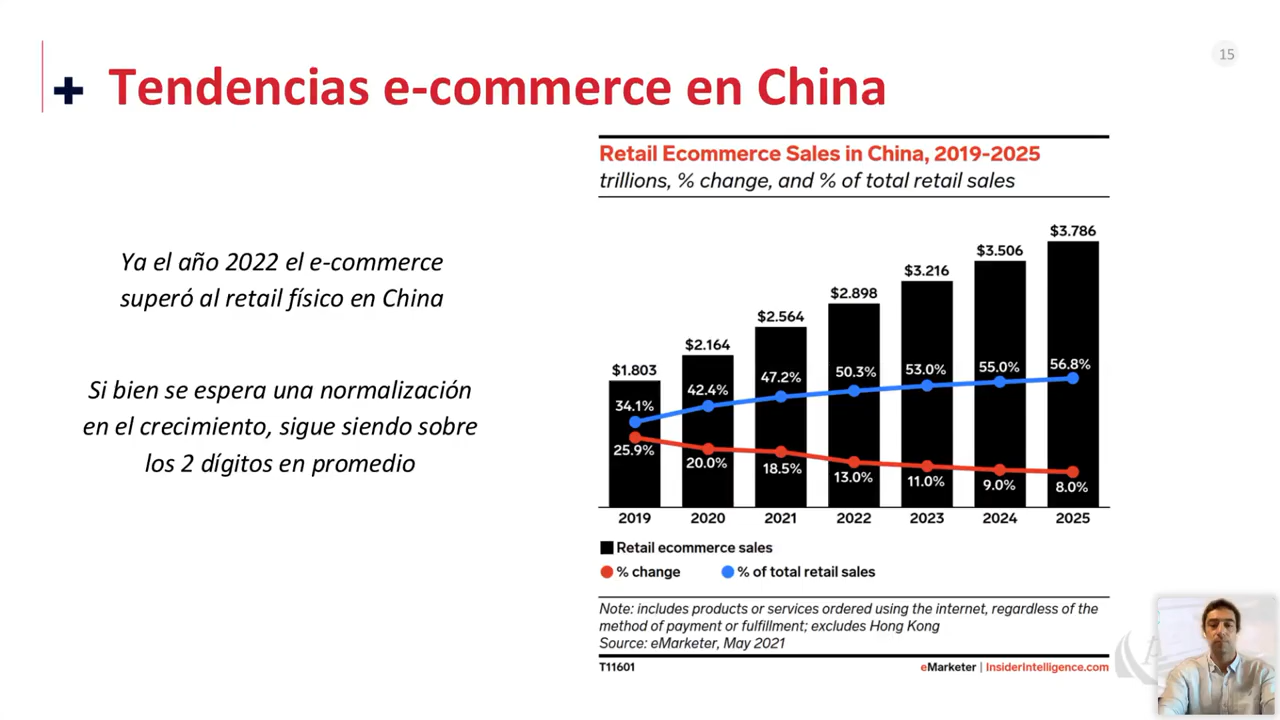 15
+ Tendencias e-commerce en China
Ya el año 2022 el e-commerce
superó al retail físico en China
Si bien se espera una normalización
en el crecimiento, sigue siendo sobre
los 2 dígitos en promedio
Retail Ecommerce Sales in China, 2019-2025
trillions, % change, and % of total retail sales
$1.803
$2.164
$2.564
$2.898
$3.216
$3.506
$3.786
34.1%
42.4%
47.2%
50.3%
53.0%
55.0%
56.8%
25.9%
20.0%
18.5%
13.0%
11.0%
9.0%
8.0%
2019 2020 2021 2022 2023 2024 2025
Retail ecommerce sales
% change % of total retail sales
Note: includes products or services ordered using the internet, regardless of the
method of payment or fulfillment; excludes Hong Kong
Source: eMarketer, May 2021
T11601 eMarketer | InsiderIntelligence.com